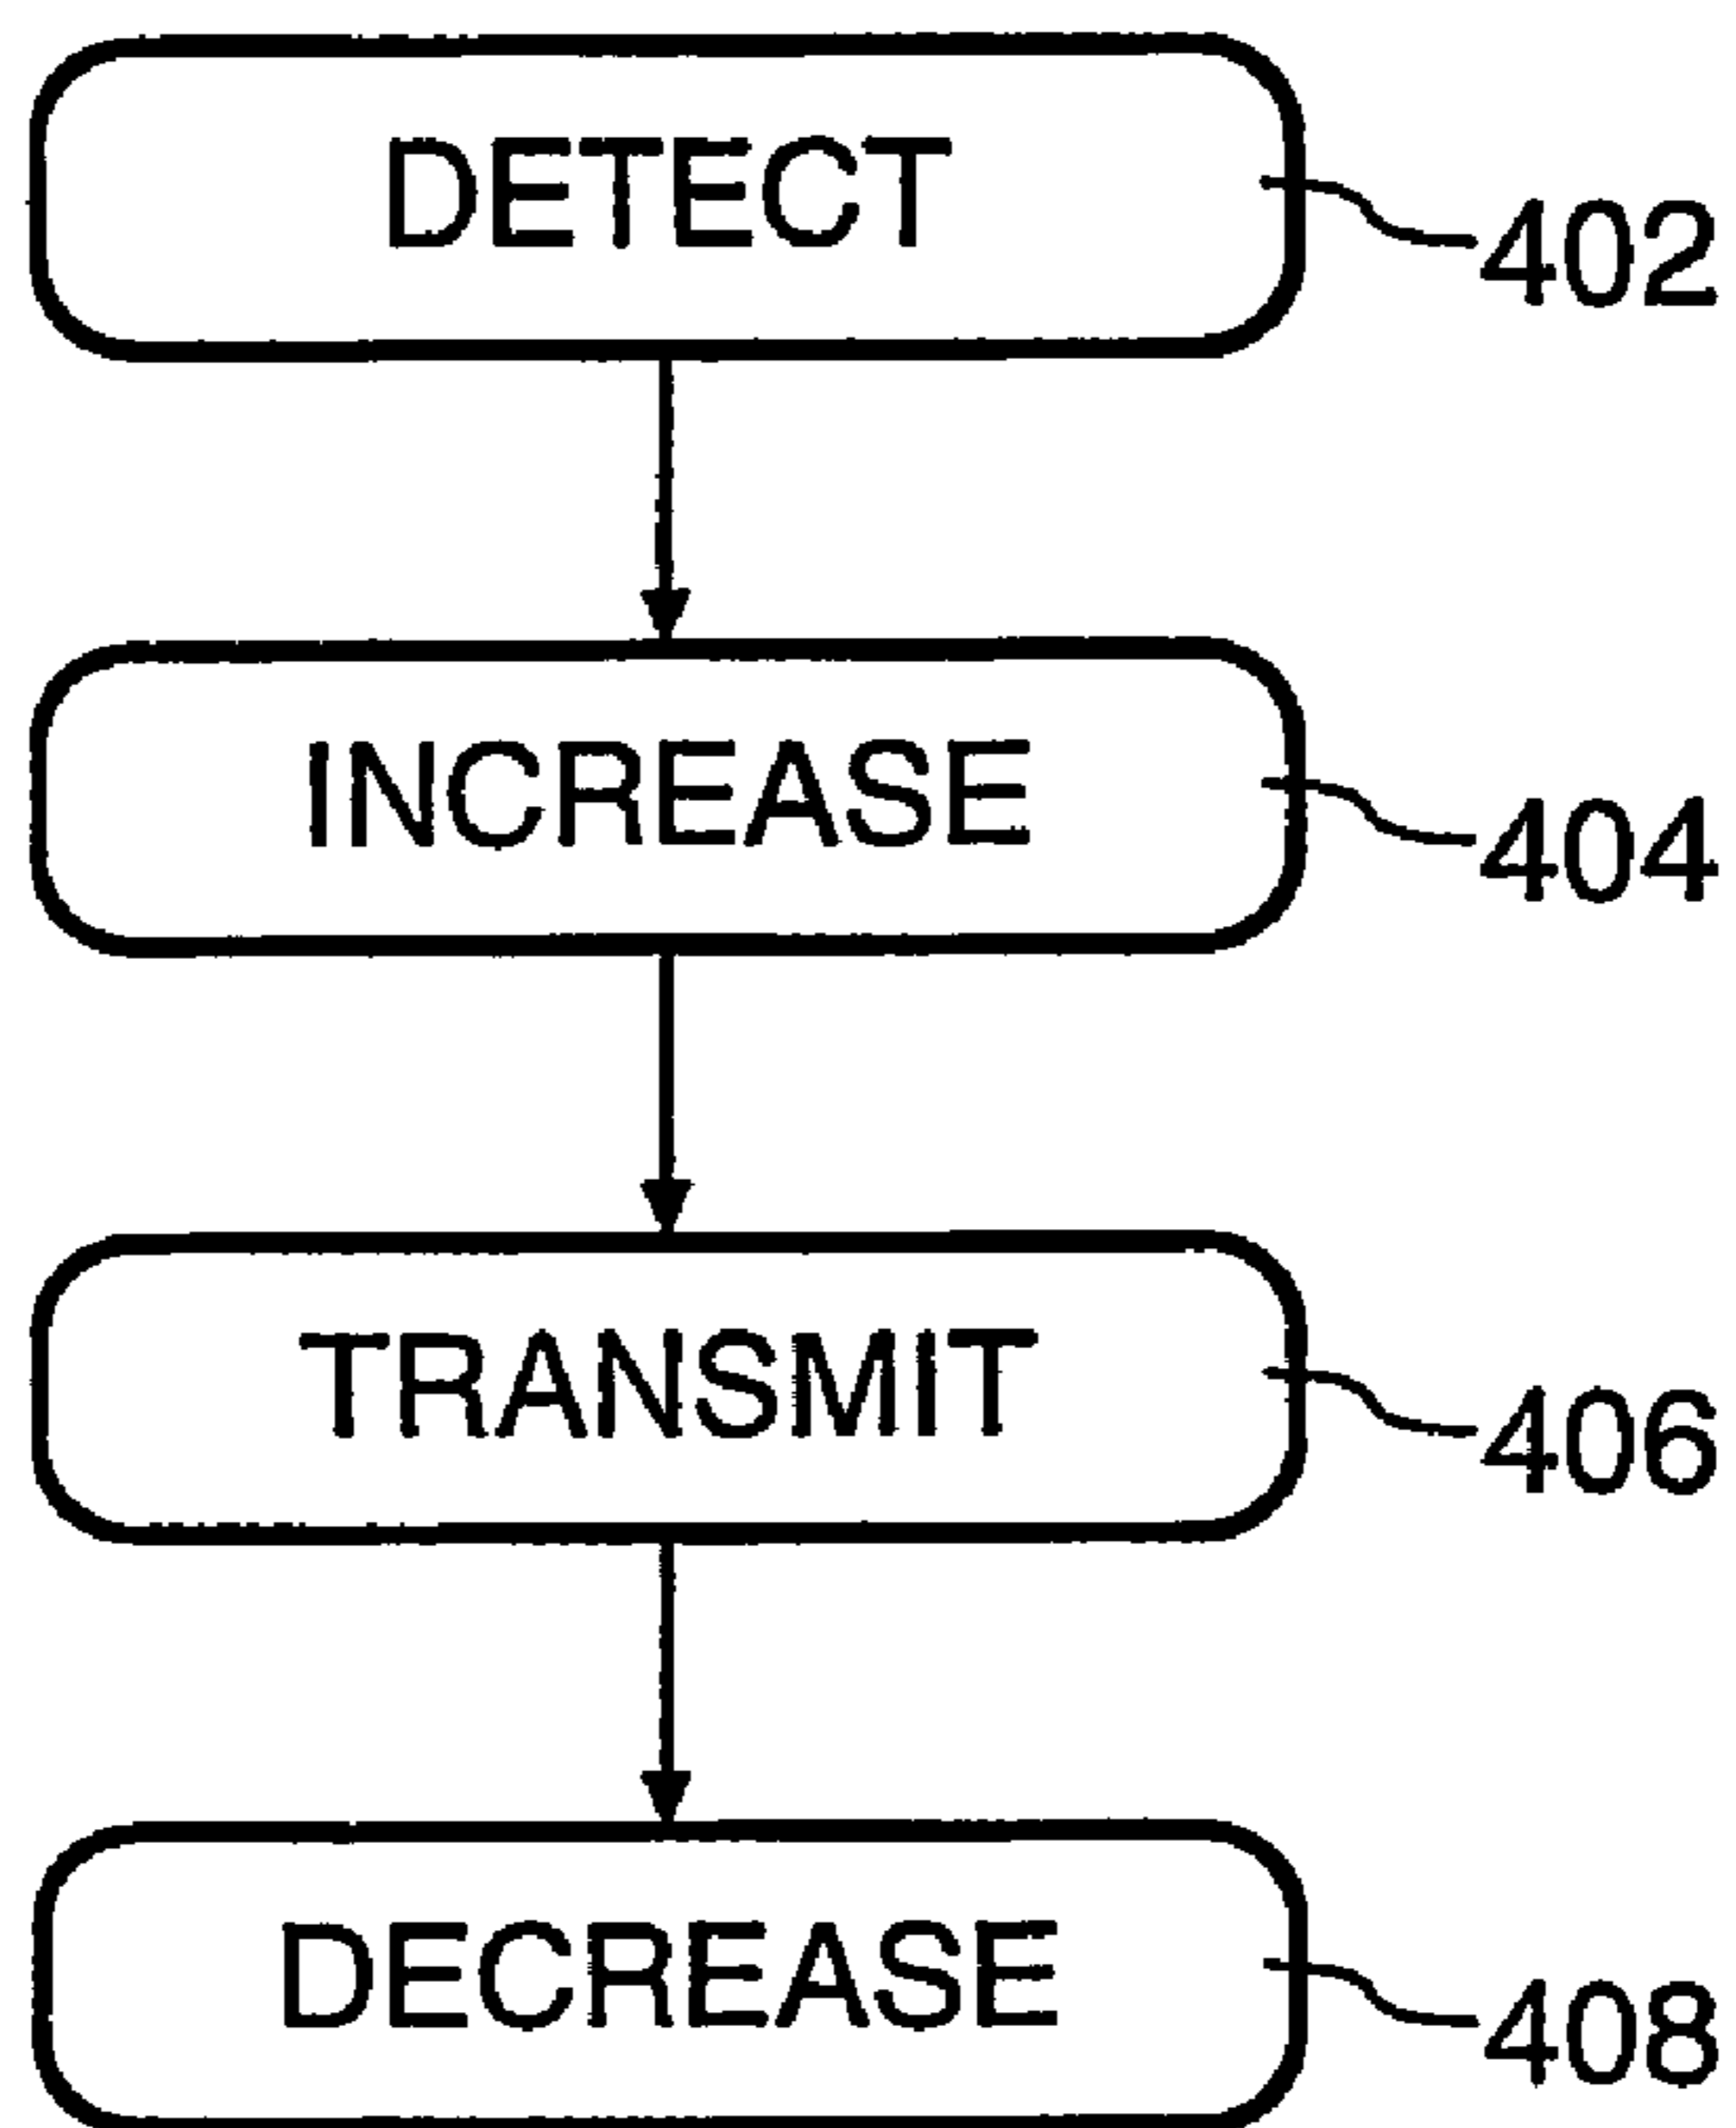 DETECT
402
INCREASE
404
TRANSMIT
406
DECREASE
408